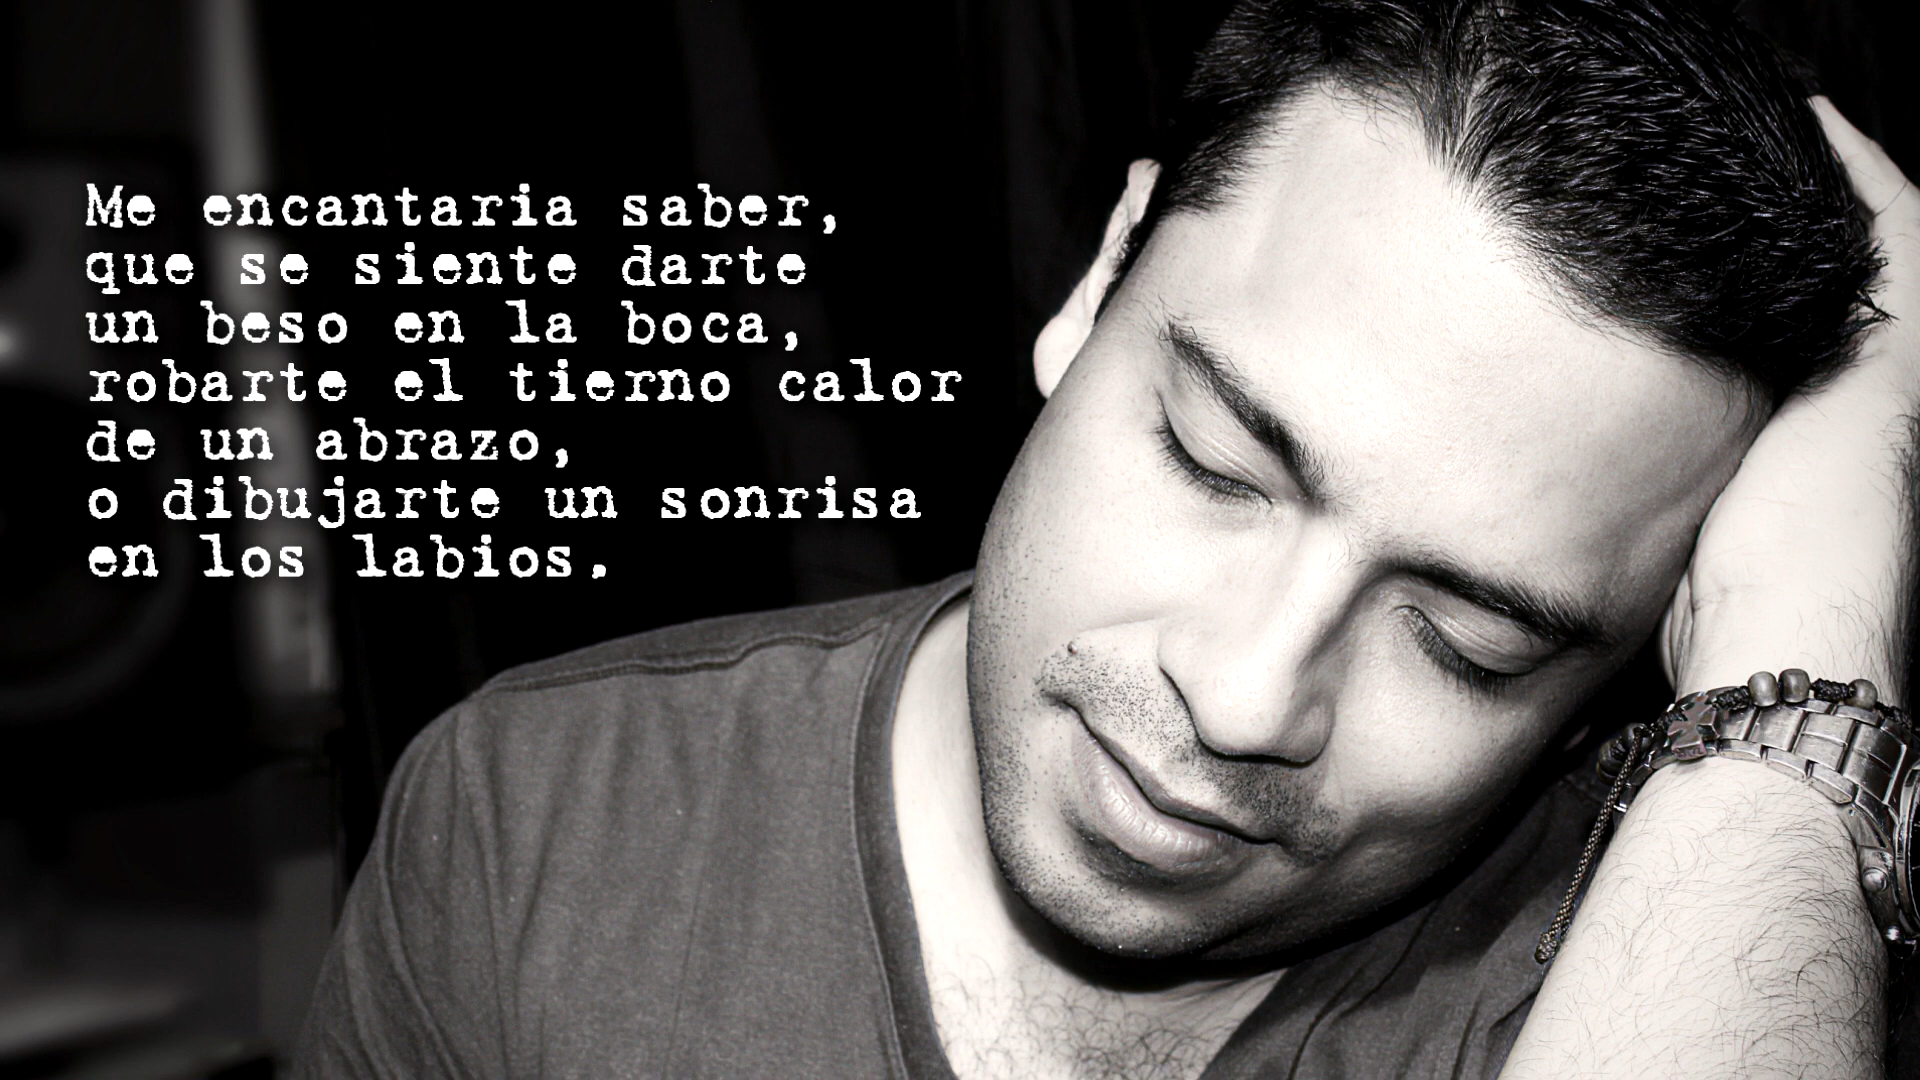 Me encantaria saber,
que se siente darte
un beso en la boca,
robarte el tierno calor
de un abrazo,
o dibujarte un sonrisa
en los labios.